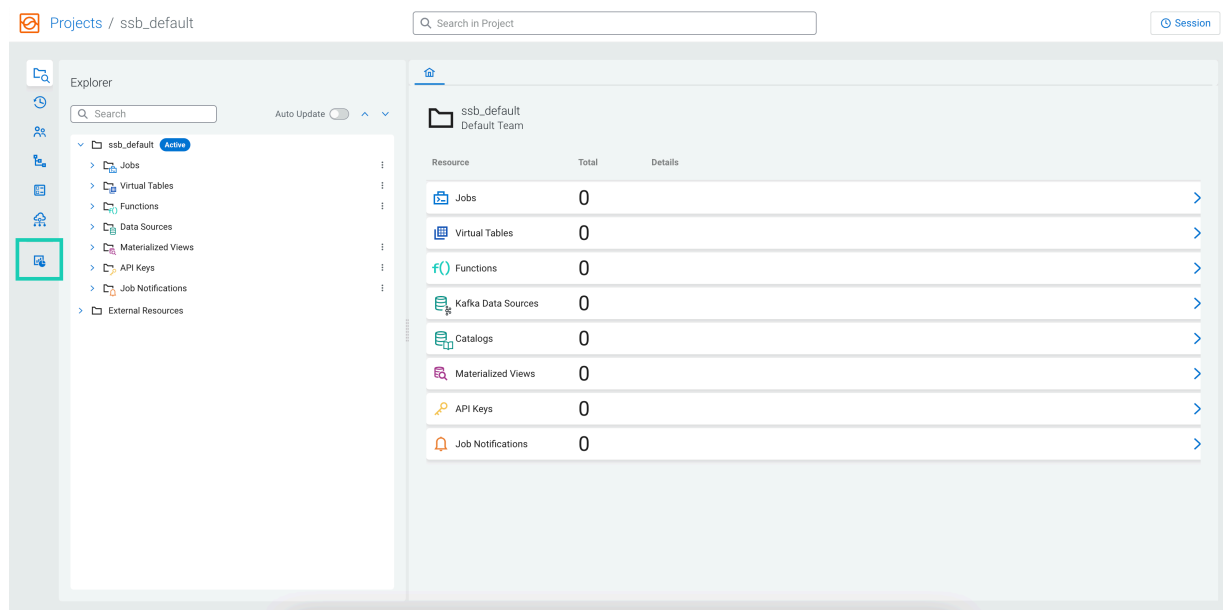 Projects / ssb_default
Search in Project
Session
Explorer
Search
Auto Update
ssb_default Active
Jobs
Virtual Tables
Functions
Data Sources
Materialized Views
API Keys
Job Notifications
External Resources
ssb_default
Default Team
Resource Total Details
Jobs 0
Virtual Tables 0
f() Functions 0
Kafka Data Sources 0
Catalogs 0
Materialized Views 0
API Keys 0
Job Notifications 0